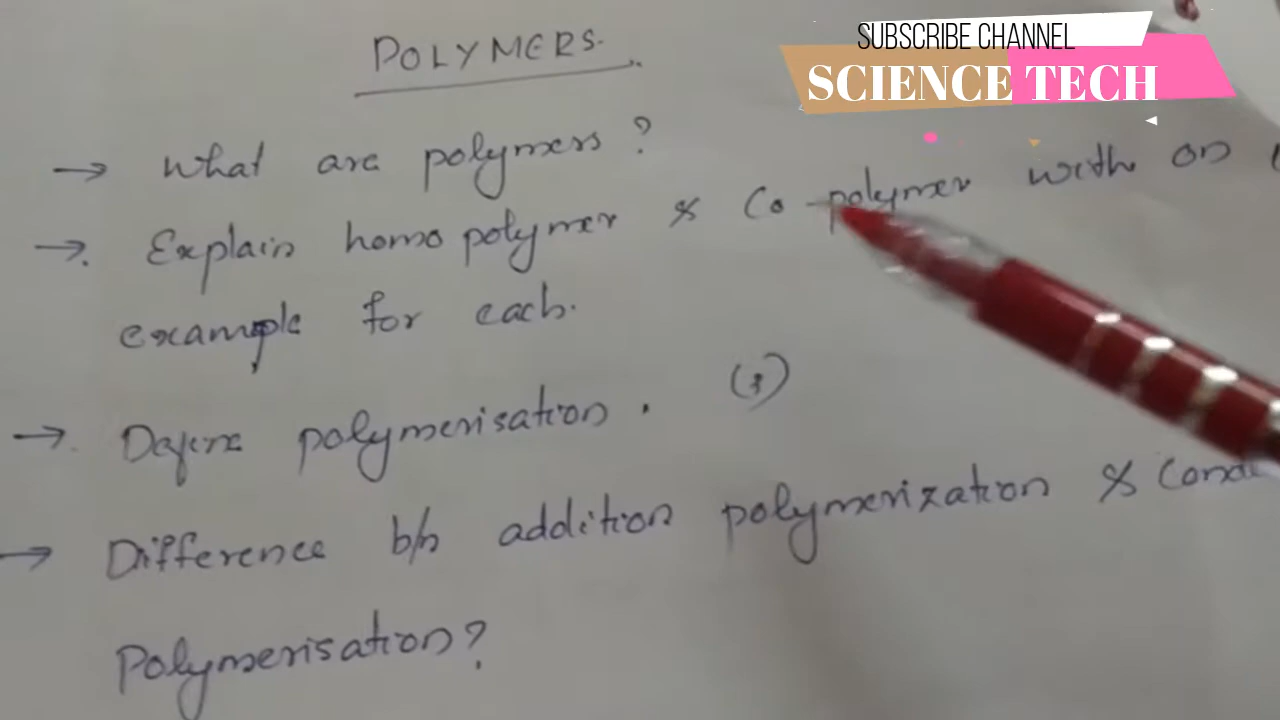 SUBSCRIBE CHANNEL
SCIENCE TECH
POLYMERS.
→ What are polymers?
→ Explain homo polymer & Co-polymer with on
example for each.
→ Define polymerisation. (1)
→ Difference b/n addition polymerization & Cond
Polymerisation?